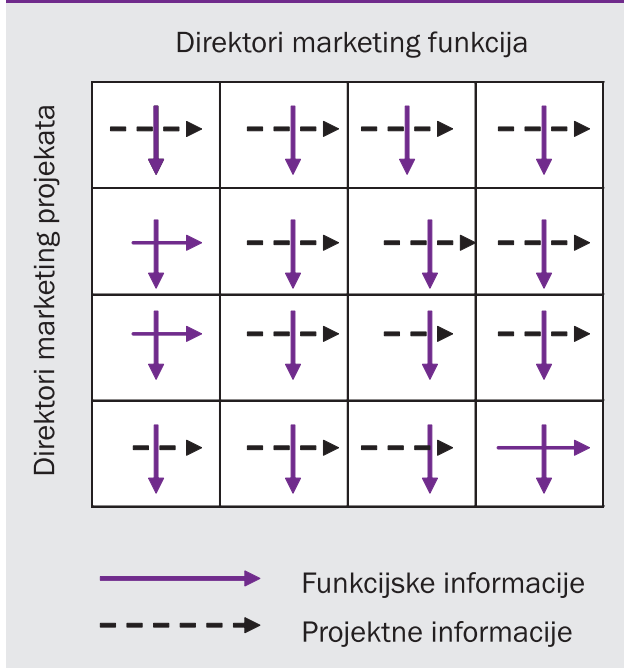 Direktori marketing funkcija
Direktori marketing projekata
Funkcijske informacije
Projektne informacije